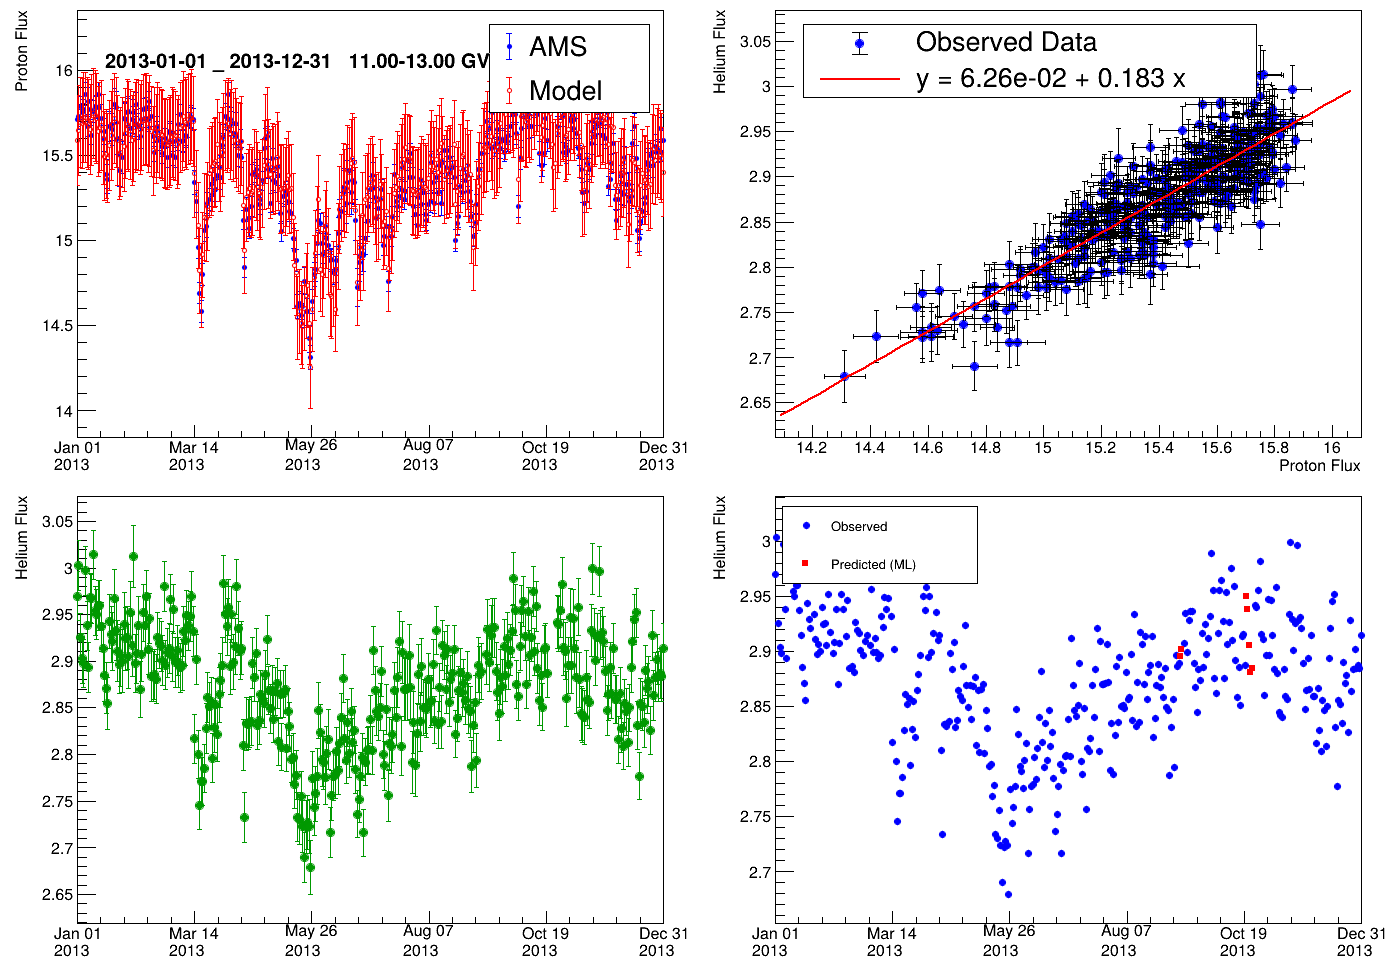 Proton Flux
2013-01-01 _ 2013-12-31 11.00-13.00 GV
AMS
Model
16
15.5
15
14.5
14
Jan 01
2013
Mar 14
2013
May 26
2013
Aug 07
2013
Oct 19
2013
Dec 31
2013
Helium Flux
Observed Data
y = 6.26e-02 + 0.183 x
3.05
3
2.95
2.9
2.85
2.8
2.75
2.7
2.65
14.2 14.4 14.6 14.8 15 15.2 15.4 15.6 15.8 16
Proton Flux
Helium Flux
3.05
3
2.95
2.9
2.85
2.8
2.75
2.7
2.65
Jan 01
2013
Mar 14
2013
May 26
2013
Aug 07
2013
Oct 19
2013
Dec 31
2013
Helium Flux
Observed
Predicted (ML)
3
2.95
2.9
2.85
2.8
2.75
2.7
Jan 01
2013
Mar 14
2013
May 26
2013
Aug 07
2013
Oct 19
2013
Dec 31
2013